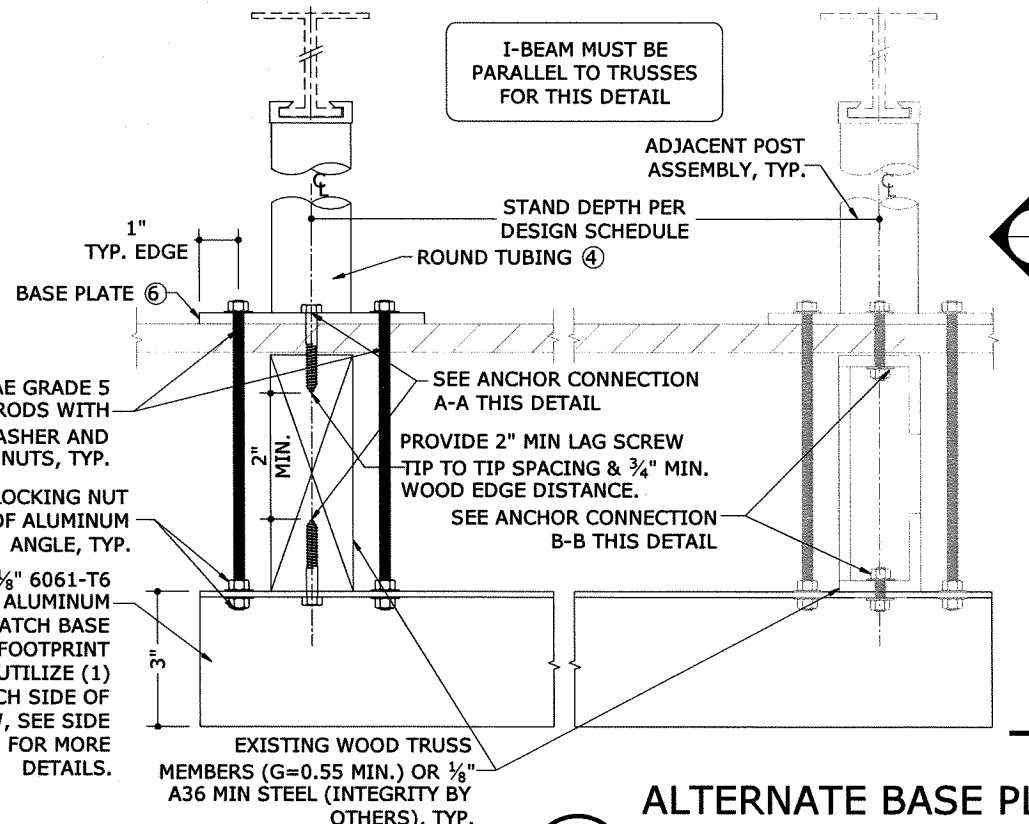 I-BEAM MUST BE
PARALLEL TO TRUSSES
FOR THIS DETAIL
ADJACENT POST
ASSEMBLY, TYP.
℄
℄
STAND DEPTH PER
DESIGN SCHEDULE
1"
TYP. EDGE
ROUND TUBING ④
BASE PLATE ⑥
AE GRADE 5
RODS WITH
ASHER AND
NUTS, TYP.
SEE ANCHOR CONNECTION
A-A THIS DETAIL
2"
MIN.
PROVIDE 2" MIN LAG SCREW
TIP TO TIP SPACING & ¾" MIN.
WOOD EDGE DISTANCE.
LOCKING NUT
OF ALUMINUM
ANGLE, TYP.
SEE ANCHOR CONNECTION
B-B THIS DETAIL
⅛" 6061-T6
ALUMINUM
ATCH BASE
FOOTPRINT
UTILIZE (1)
CH SIDE OF
, SEE SIDE
FOR MORE
DETAILS.
3"
EXISTING WOOD TRUSS
MEMBERS (G=0.55 MIN.) OR ⅛"
A36 MIN STEEL (INTEGRITY BY
OTHERS), TYP.
ALTERNATE BASE PL